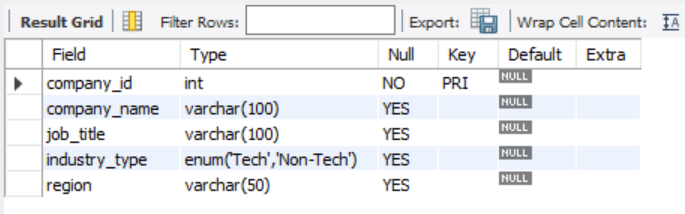 Result Grid Filter Rows: Export: Wrap Cell Content: IA
Field Type Null Key Default Extra
company_id int NO PRI NULL
company_name varchar(100) YES NULL
job_title varchar(100) YES NULL
industry_type enum('Tech','Non-Tech') YES NULL
region varchar(50) YES NULL